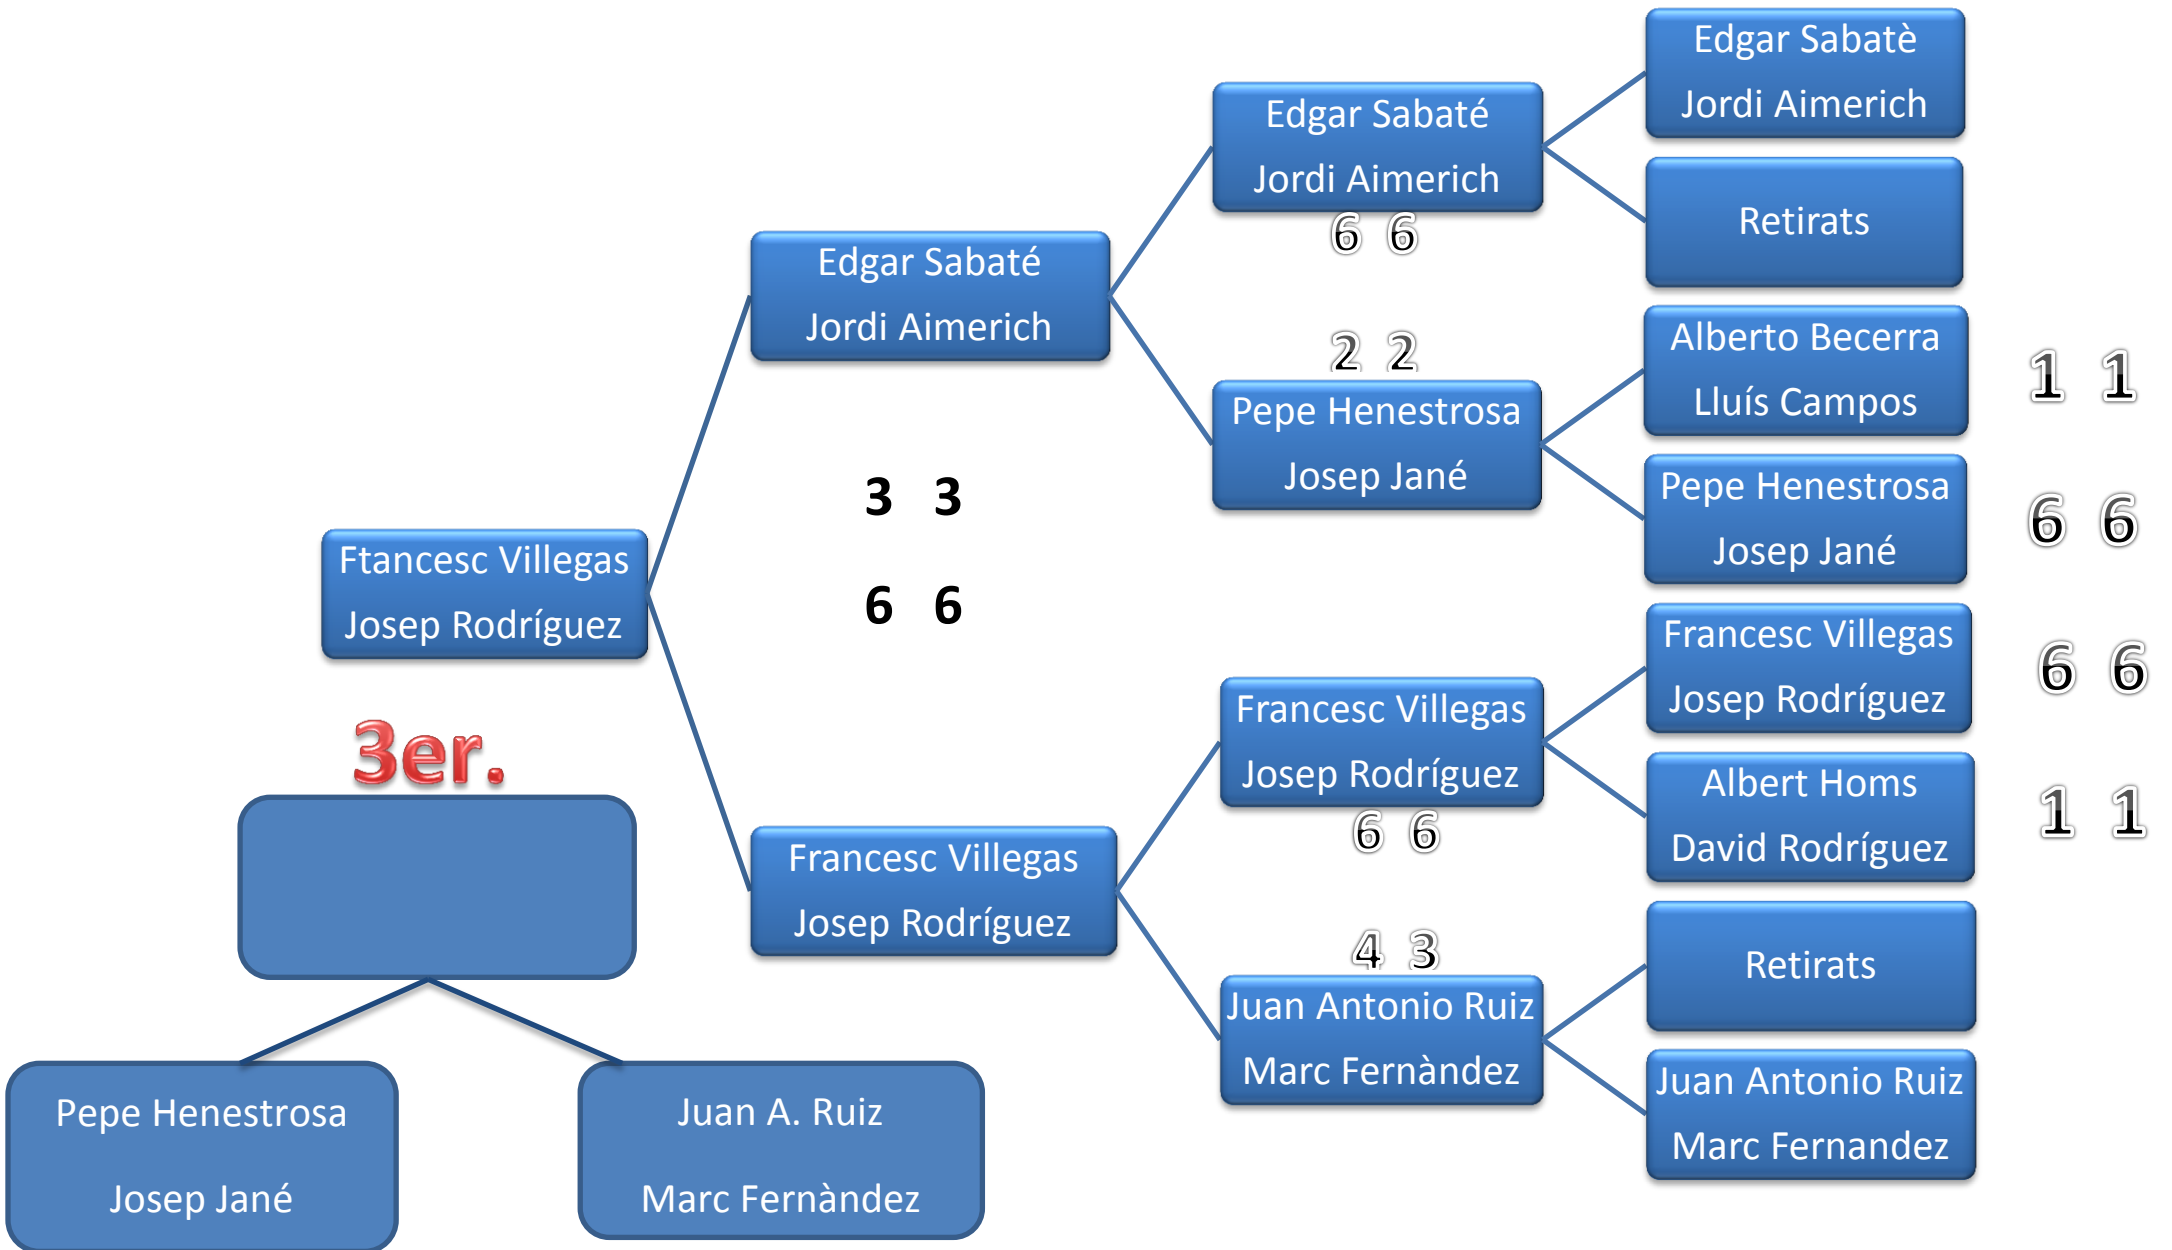 Edgar Sabatè
Jordi Aimerich
Retirats
Alberto Becerra
Lluís Campos
1 1
Pepe Henestrosa
Josep Jané
6 6
Francesc Villegas
Josep Rodríguez
6 6
Albert Homs
David Rodríguez
1 1
Retirats
Juan Antonio Ruiz
Marc Fernandez
Edgar Sabaté
Jordi Aimerich
6 6
2 2
Pepe Henestrosa
Josep Jané
Francesc Villegas
Josep Rodríguez
6 6
4 3
Juan Antonio Ruiz
Marc Fernàndez
Edgar Sabaté
Jordi Aimerich
3 3
6 6
Francesc Villegas
Josep Rodríguez
Ftancesc Villegas
Josep Rodríguez
3er.
Pepe Henestrosa
Josep Jané
Juan A. Ruiz
Marc Fernàndez